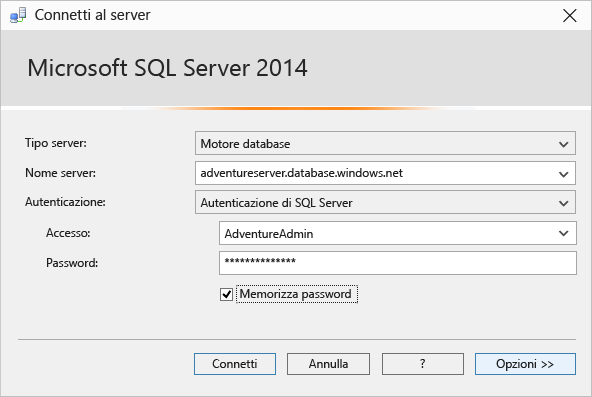 Connetti al server
Microsoft SQL Server 2014
Tipo server: Motore database
Nome server: adventureserver.database.windows.net
Autenticazione: Autenticazione di SQL Server
Accesso: AdventureAdmin
Password: **************
Memorizza password
Connetti Annulla ? Opzioni >>